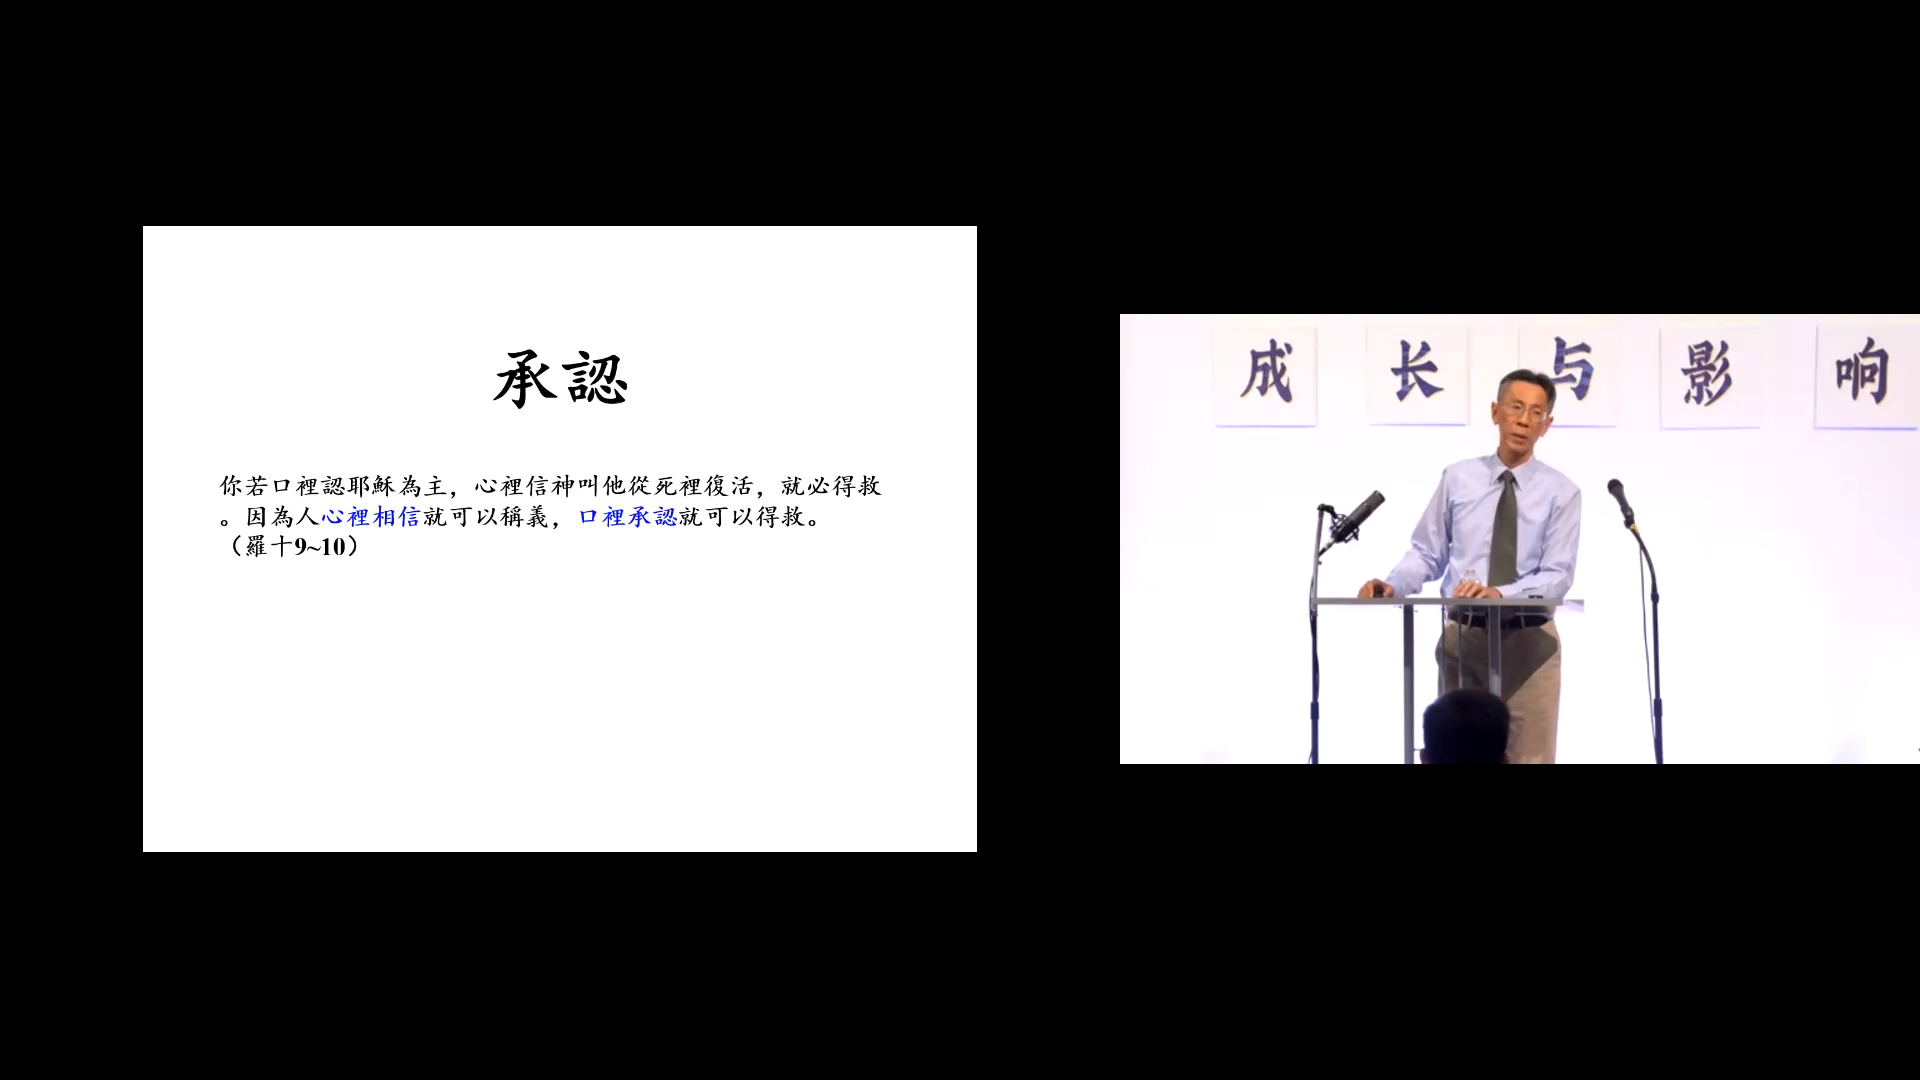 承認
你若口裡認耶穌為主，心裡信神叫他從死裡復活，就必得救
。因為人心裡相信就可以稱義，口裡承認就可以得救。
（羅十9~10）
成长与影响